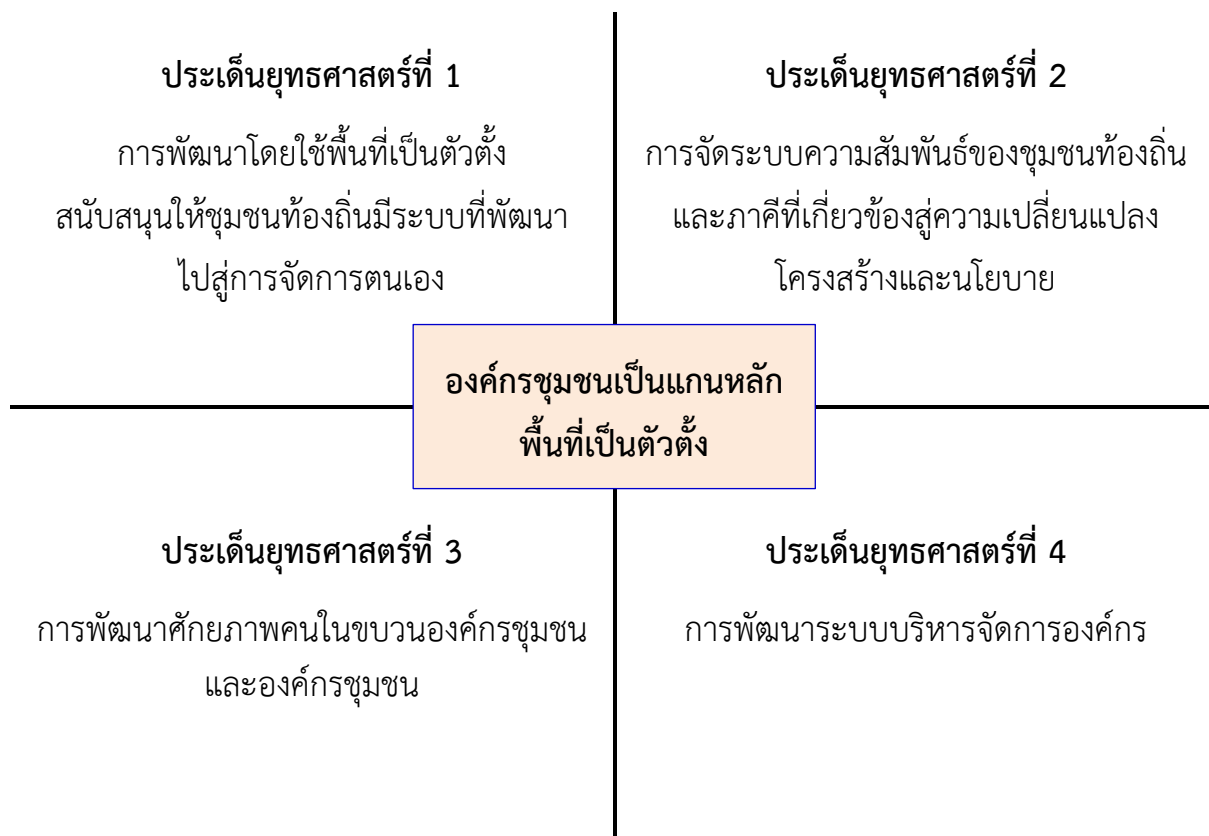 ประเด็นยุทธศาสตร์ที่ 1
การพัฒนาโดยใช้พื้นที่เป็นตัวตั้ง
สนับสนุนให้ชุมชนท้องถิ่นมีระบบที่พัฒนา
ไปสู่การจัดการตนเอง
ประเด็นยุทธศาสตร์ที่ 2
การจัดระบบความสัมพันธ์ของชุมชนท้องถิ่น
และภาคีที่เกี่ยวข้องสู่ความเปลี่ยนแปลง
โครงสร้างและนโยบาย
องค์กรชุมชนเป็นแกนหลัก
พื้นที่เป็นตัวตั้ง
ประเด็นยุทธศาสตร์ที่ 3
การพัฒนาศักยภาพคนในขบวนองค์กรชุมชน
และองค์กรชุมชน
ประเด็นยุทธศาสตร์ที่ 4
การพัฒนาระบบบริหารจัดการองค์กร